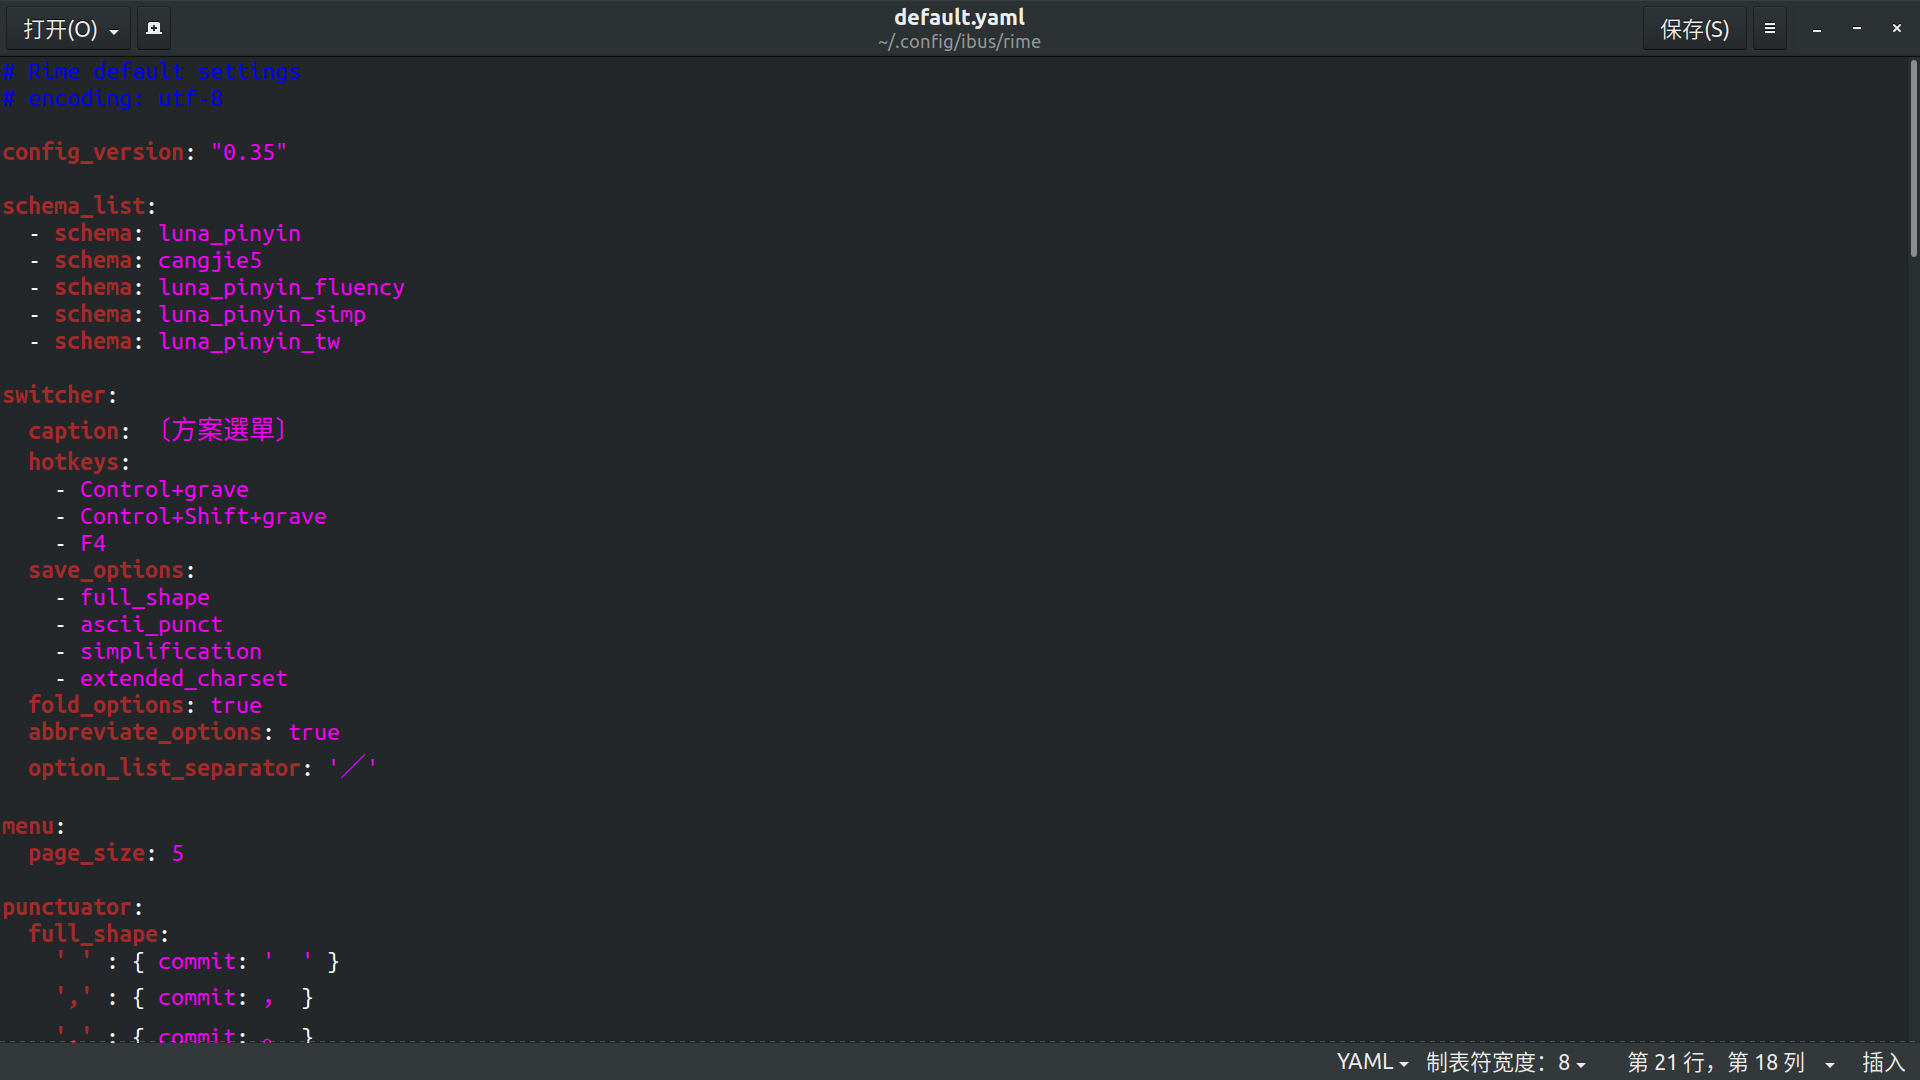 打开(O)
default.yaml
~/.config/ibus/rime
保存(S)
# Rime default settings
# encoding: utf-8
config_version: "0.35"
schema_list:
  - schema: luna_pinyin
  - schema: cangjie5
  - schema: luna_pinyin_fluency
  - schema: luna_pinyin_simp
  - schema: luna_pinyin_tw
switcher:
  caption: 〔方案選單〕
  hotkeys:
    - Control+grave
    - Control+Shift+grave
    - F4
  save_options:
    - full_shape
    - ascii_punct
    - simplification
    - extended_charset
  fold_options: true
  abbreviate_options: true
  option_list_separator: '／'
menu:
  page_size: 5
punctuator:
  full_shape:
    ' ' : { commit: '　' }
    ',' : { commit: ， }
    '.' : { commit: 。 }
YAML 制表符宽度：8 第 21 行，第 18 列 插入